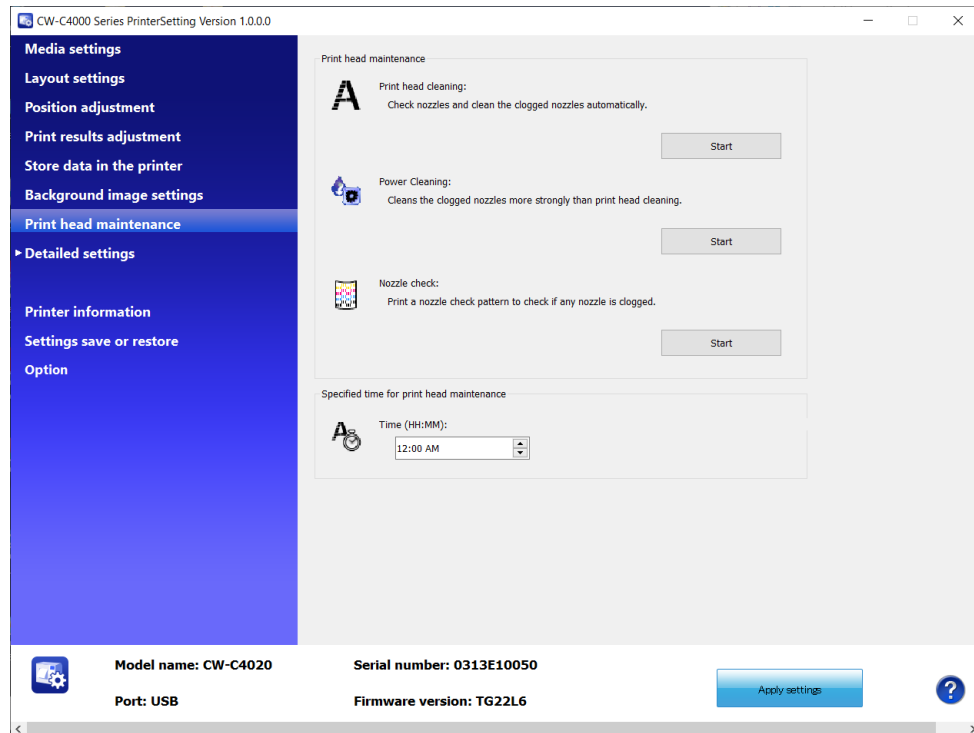 CW-C4000 Series PrinterSetting Version 1.0.0.0
Media settings
Layout settings
Position adjustment
Print results adjustment
Store data in the printer
Background image settings
Print head maintenance
Detailed settings
Printer information
Settings save or restore
Option
Print head maintenance
Print head cleaning:
Check nozzles and clean the clogged nozzles automatically.
Start
Power Cleaning:
Cleans the clogged nozzles more strongly than print head cleaning.
Start
Nozzle check:
Print a nozzle check pattern to check if any nozzle is clogged.
Start
Specified time for print head maintenance
Time (HH:MM):
12:00 AM
Model name: CW-C4020
Serial number: 0313E10050
Port: USB
Firmware version: TG22L6
Apply settings